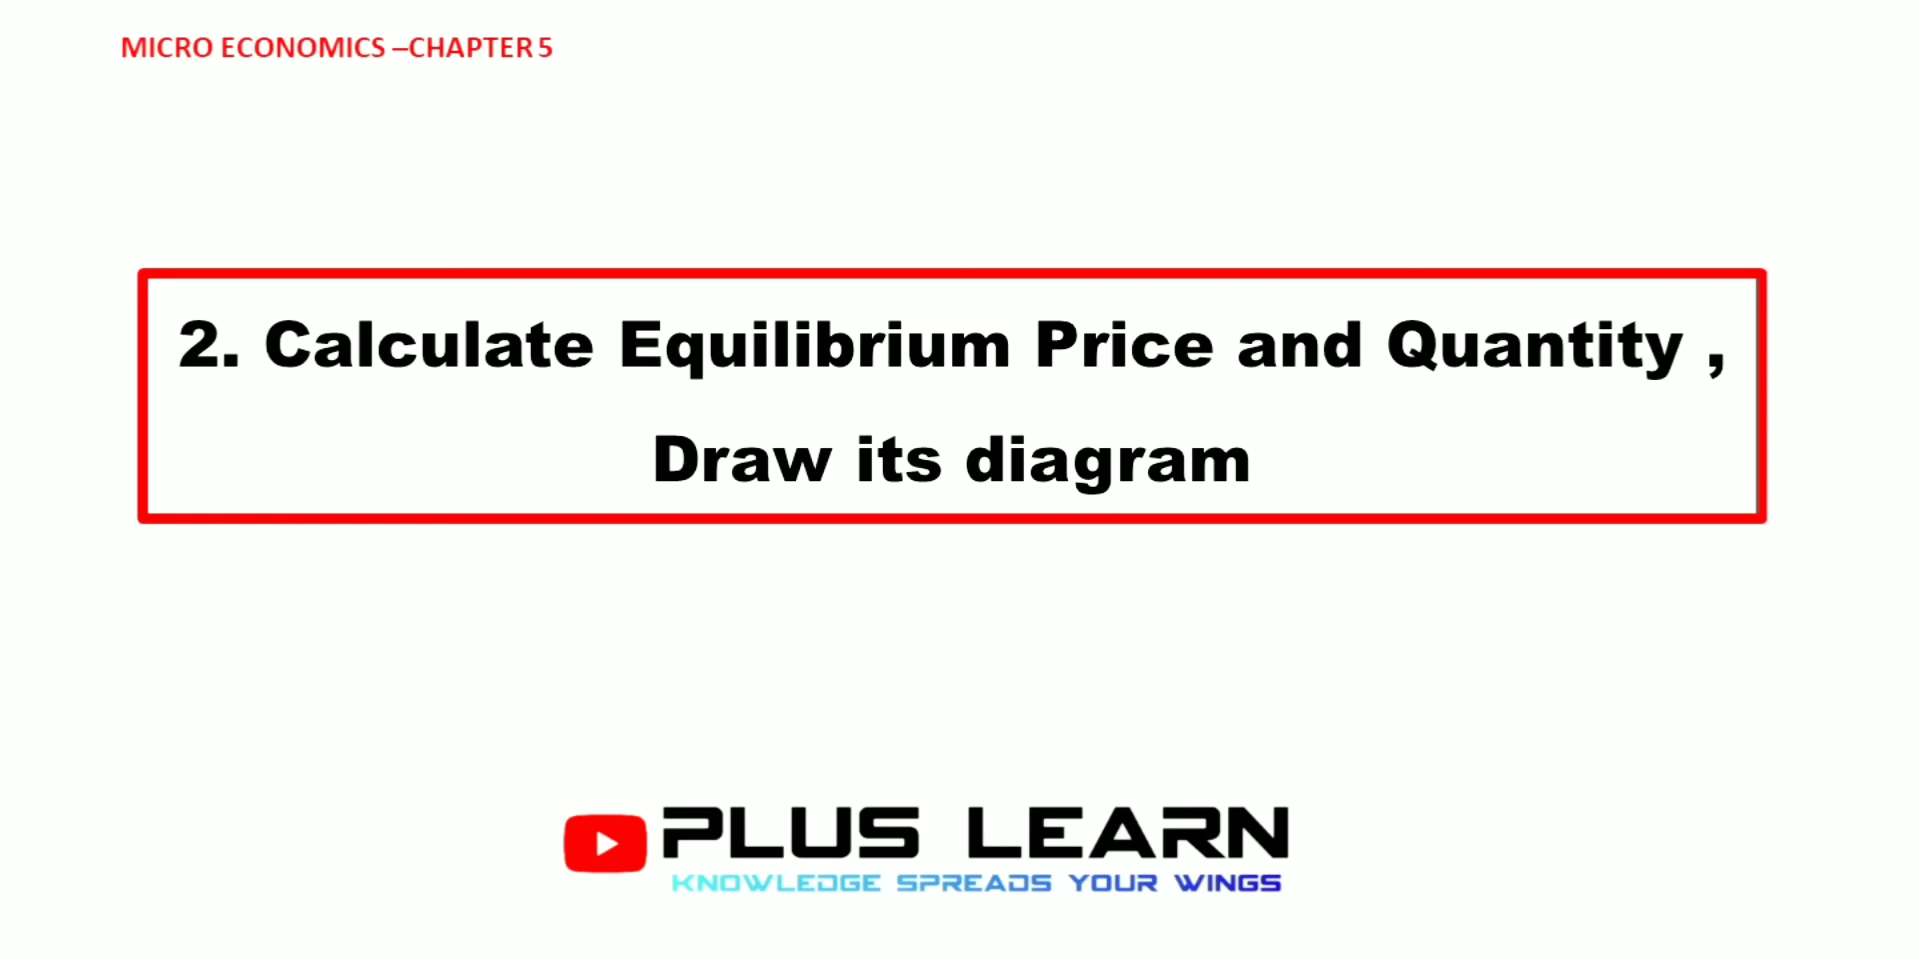 MICRO ECONOMICS –CHAPTER 5
2. Calculate Equilibrium Price and Quantity ,
Draw its diagram
PLUS LEARN
KNOWLEDGE SPREADS YOUR WINGS